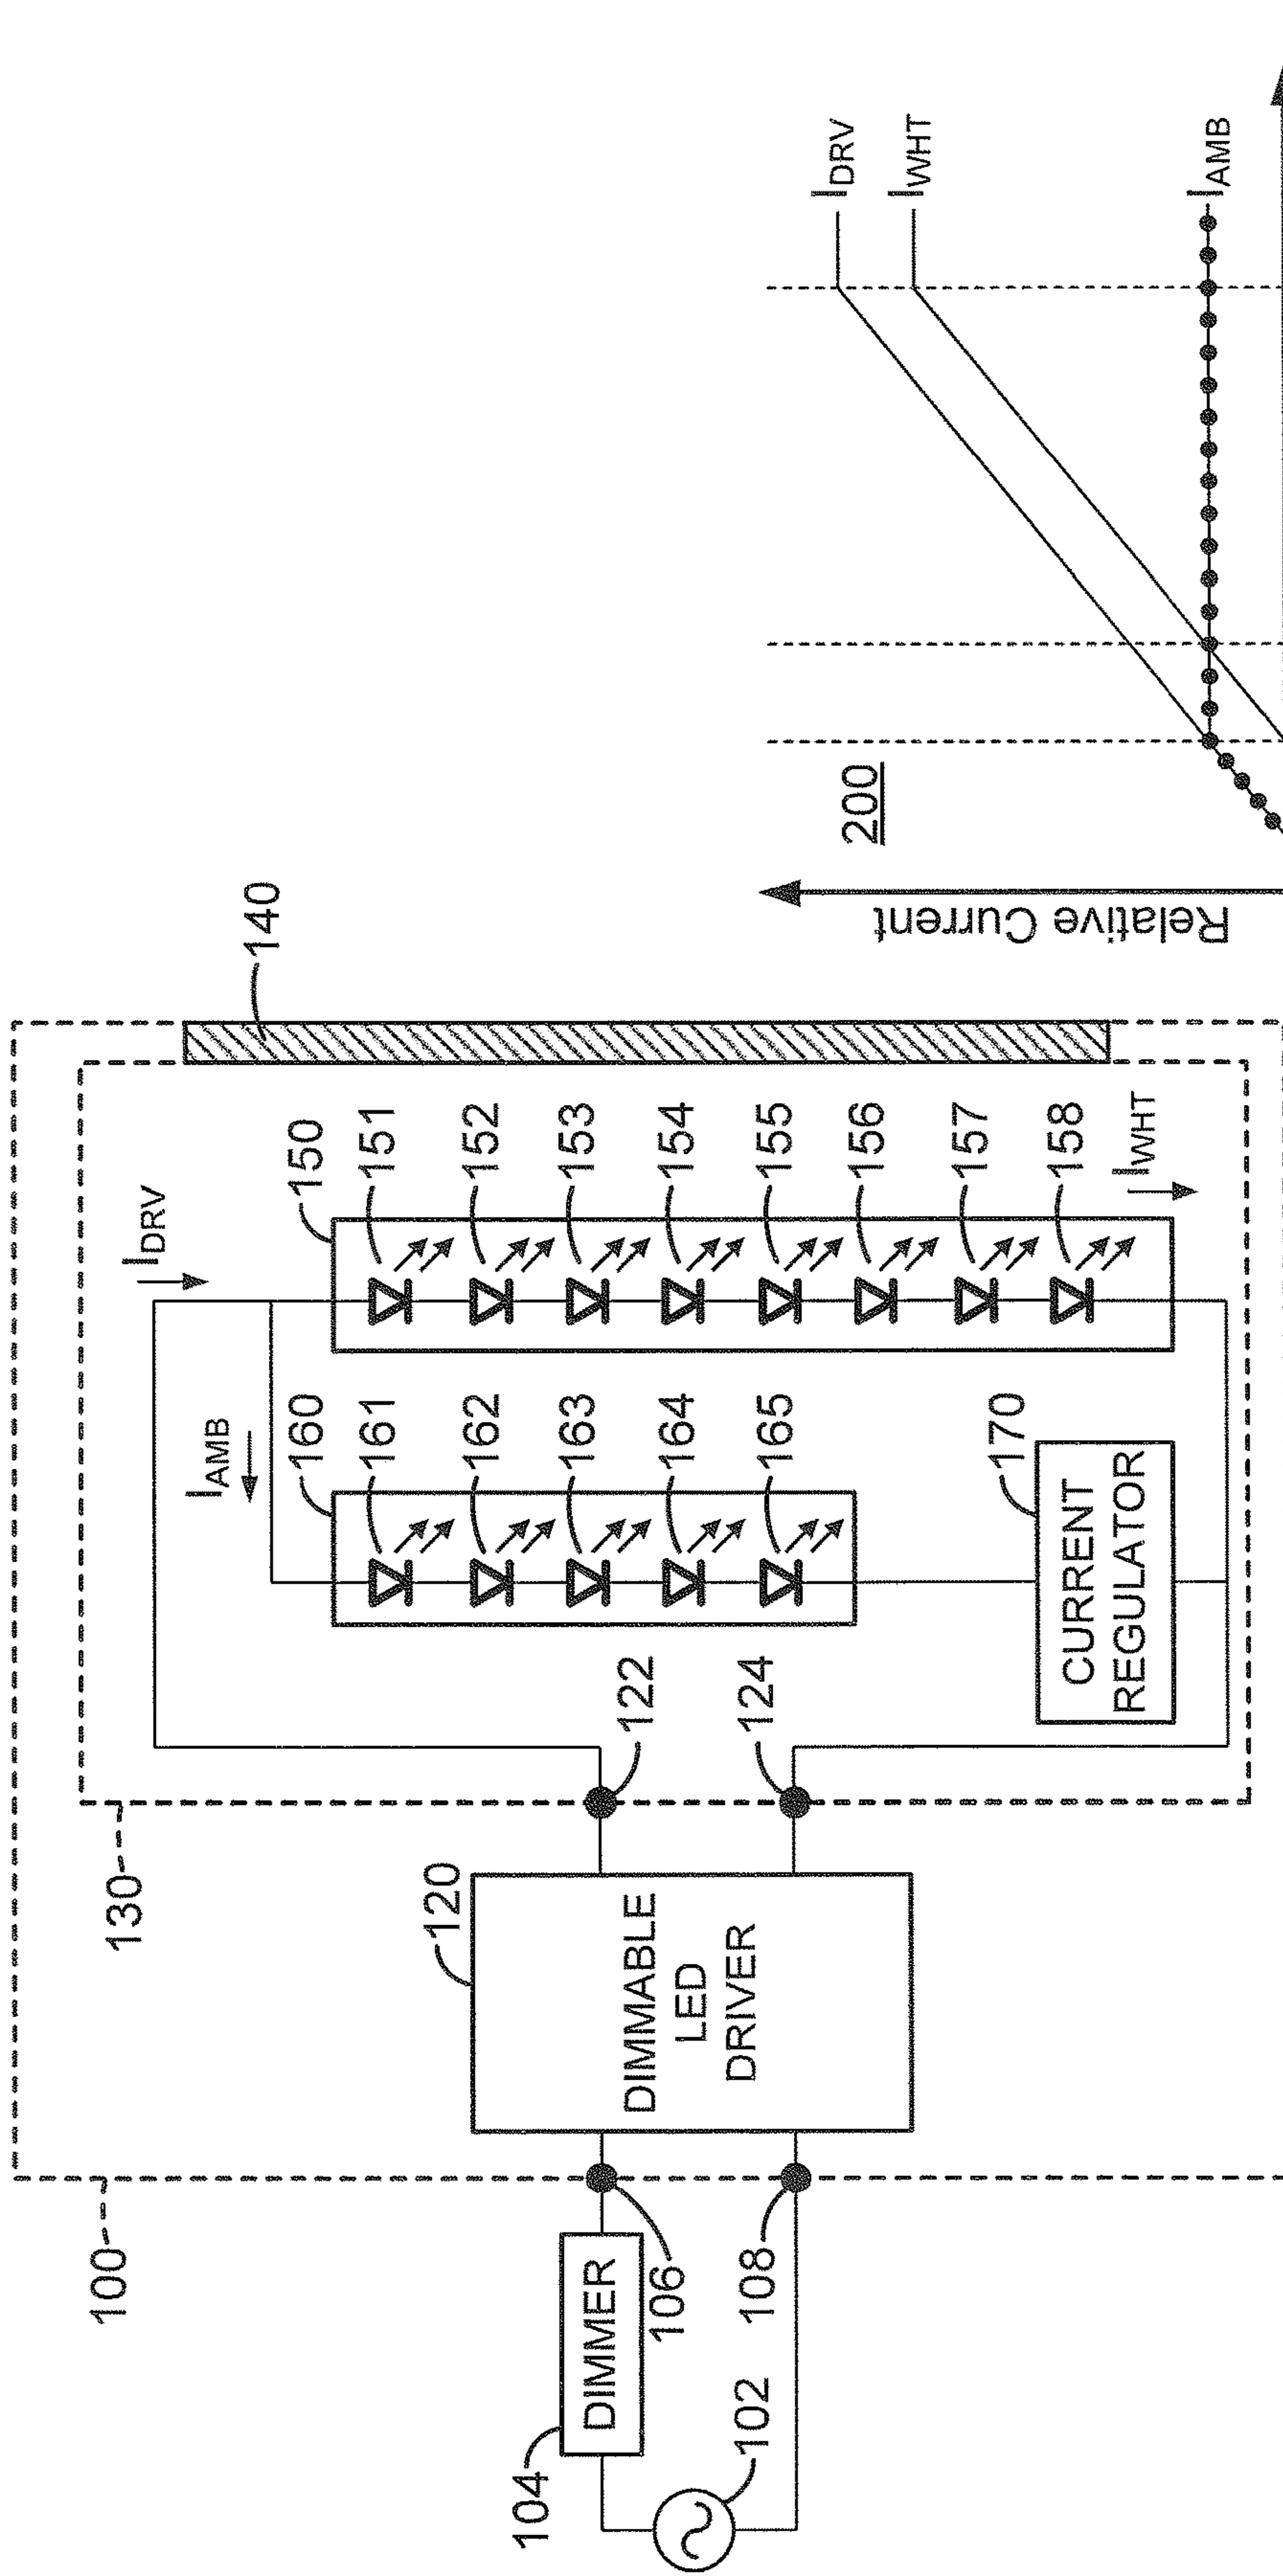 100
104
DIMMER
102
106
108
120
DIMMABLE
LED
DRIVER
130
122
124
IDRV
IAMB
160
161
162
163
164
165
170
CURRENT
REGULATOR
150
151
152
153
154
155
156
157
158
IWHT
140
200
Relative Current
IDRV
IWHT
IAMB